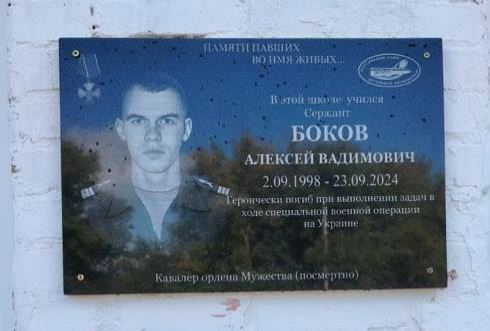 ПАМЯТИ ПАВШИХ
ВО ИМЯ ЖИВЫХ...
В этой школе учился
Сержант
БОКОВ
АЛЕКСЕЙ ВАДИМОВИЧ
2.09.1998 - 23.09.2024
Героически погиб при выполнении задач в
ходе специальной военной операции
на Украине
Кавалер ордена Мужества (посмертно)